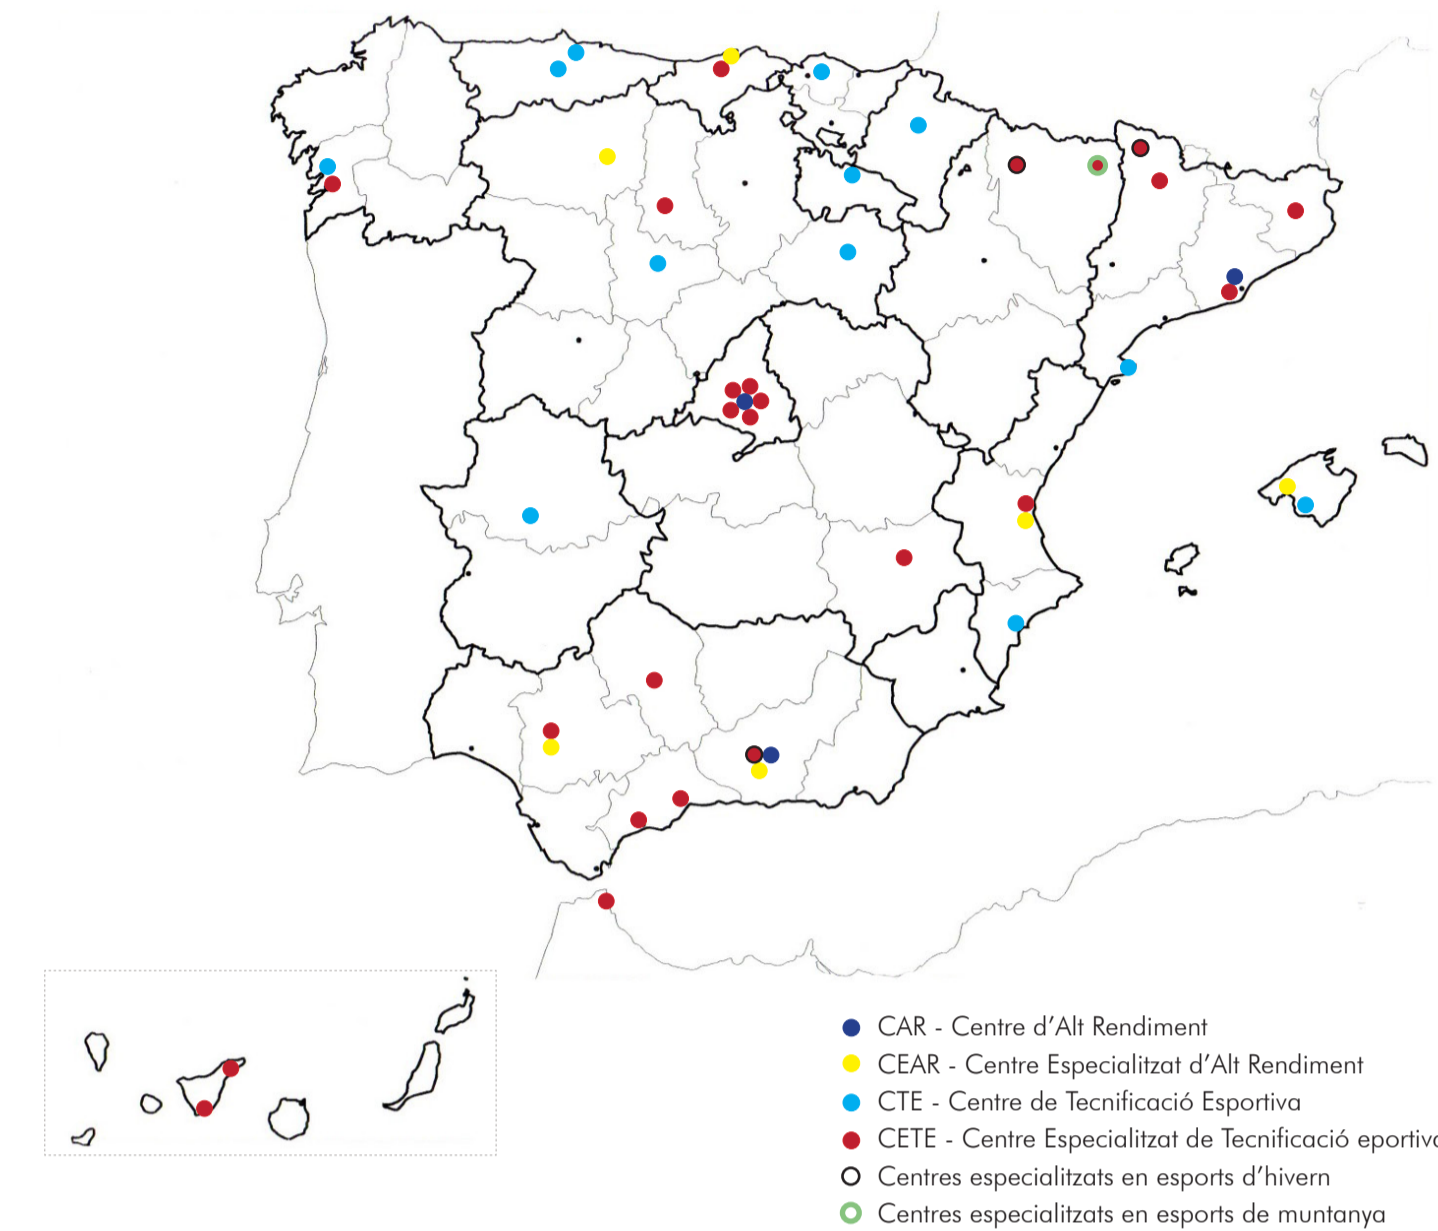 CAR - Centre d'Alt Rendiment
CEAR - Centre Especialitzat d'Alt Rendiment
CTE - Centre de Tecnificació Esportiva
CETE - Centre Especialitzat de Tecnificació eportiv
Centres especialitzats en esports d'hivern
Centres especialitzats en esports de muntanya